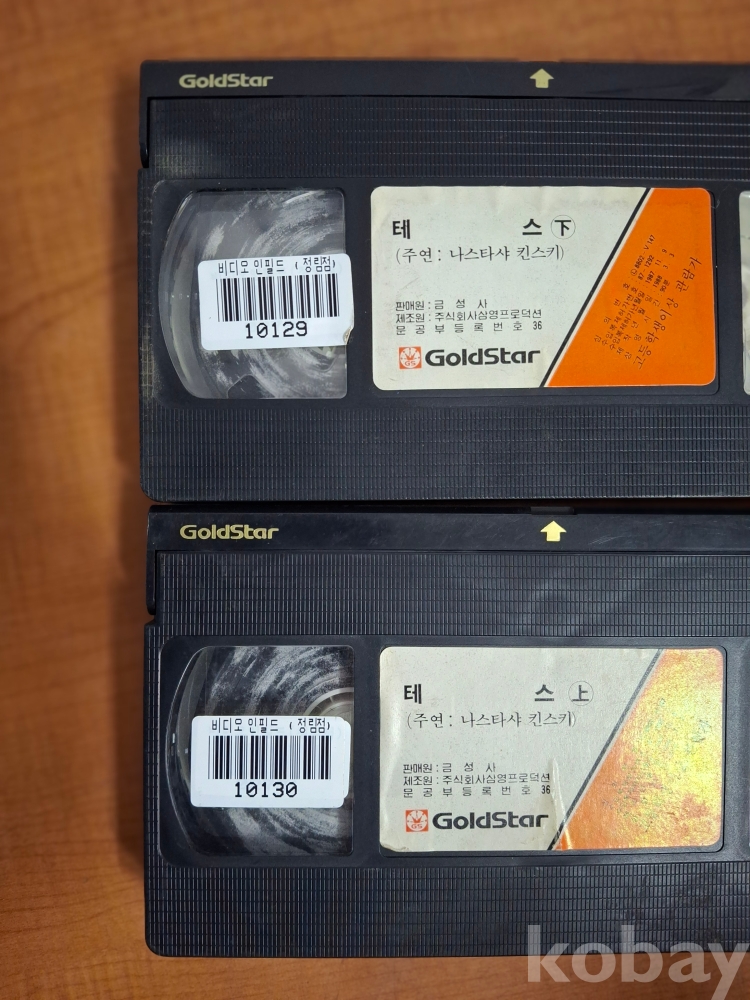 GoldStar
비디오인필드 (정림점)
10129
테 스 下
(주연 : 나스타샤 킨스키)
판매원 : 금 성 사
제조원 : 주식회사삼영프로덕션
문 공 부 등 록 번 호 36
GoldStar
고등학생이상 관람가
GoldStar
비디오인필드 (정림점)
10130
테 스 上
(주연 : 나스타샤 킨스키)
판매원 : 금 성 사
제조원 : 주식회사삼영프로덕션
문 공 부 등 록 번 호 36
GoldStar
kobay